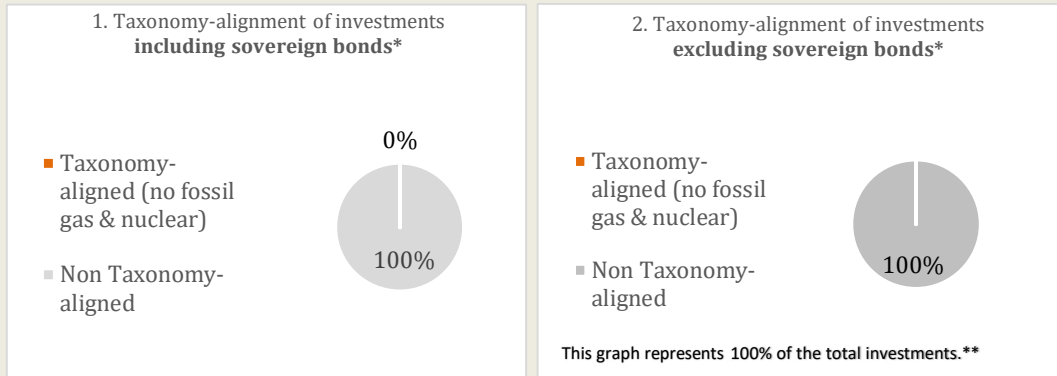 1. Taxonomy-alignment of investments
including sovereign bonds*
0%
Taxonomy-
aligned (no fossil
gas & nuclear)
100%
Non Taxonomy-
aligned
2. Taxonomy-alignment of investments
excluding sovereign bonds*
Taxonomy-
aligned (no fossil
gas & nuclear)
100%
Non Taxonomy-
aligned
This graph represents 100% of the total investments.**